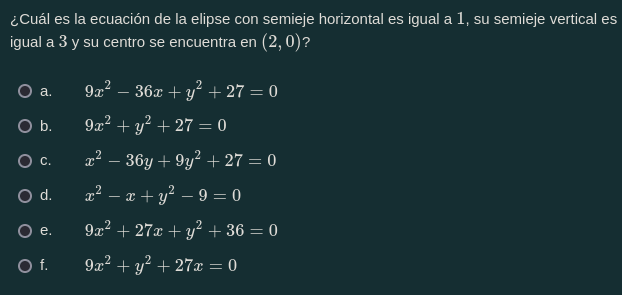 ¿Cuál es la ecuación de la elipse con semieje horizontal es igual a 1, su semieje vertical es
igual a 3 y su centro se encuentra en (2, 0)?
a. 9x² − 36x + y² + 27 = 0
b. 9x² + y² + 27 = 0
c. x² − 36y + 9y² + 27 = 0
d. x² − x + y² − 9 = 0
e. 9x² + 27x + y² + 36 = 0
f. 9x² + y² + 27x = 0